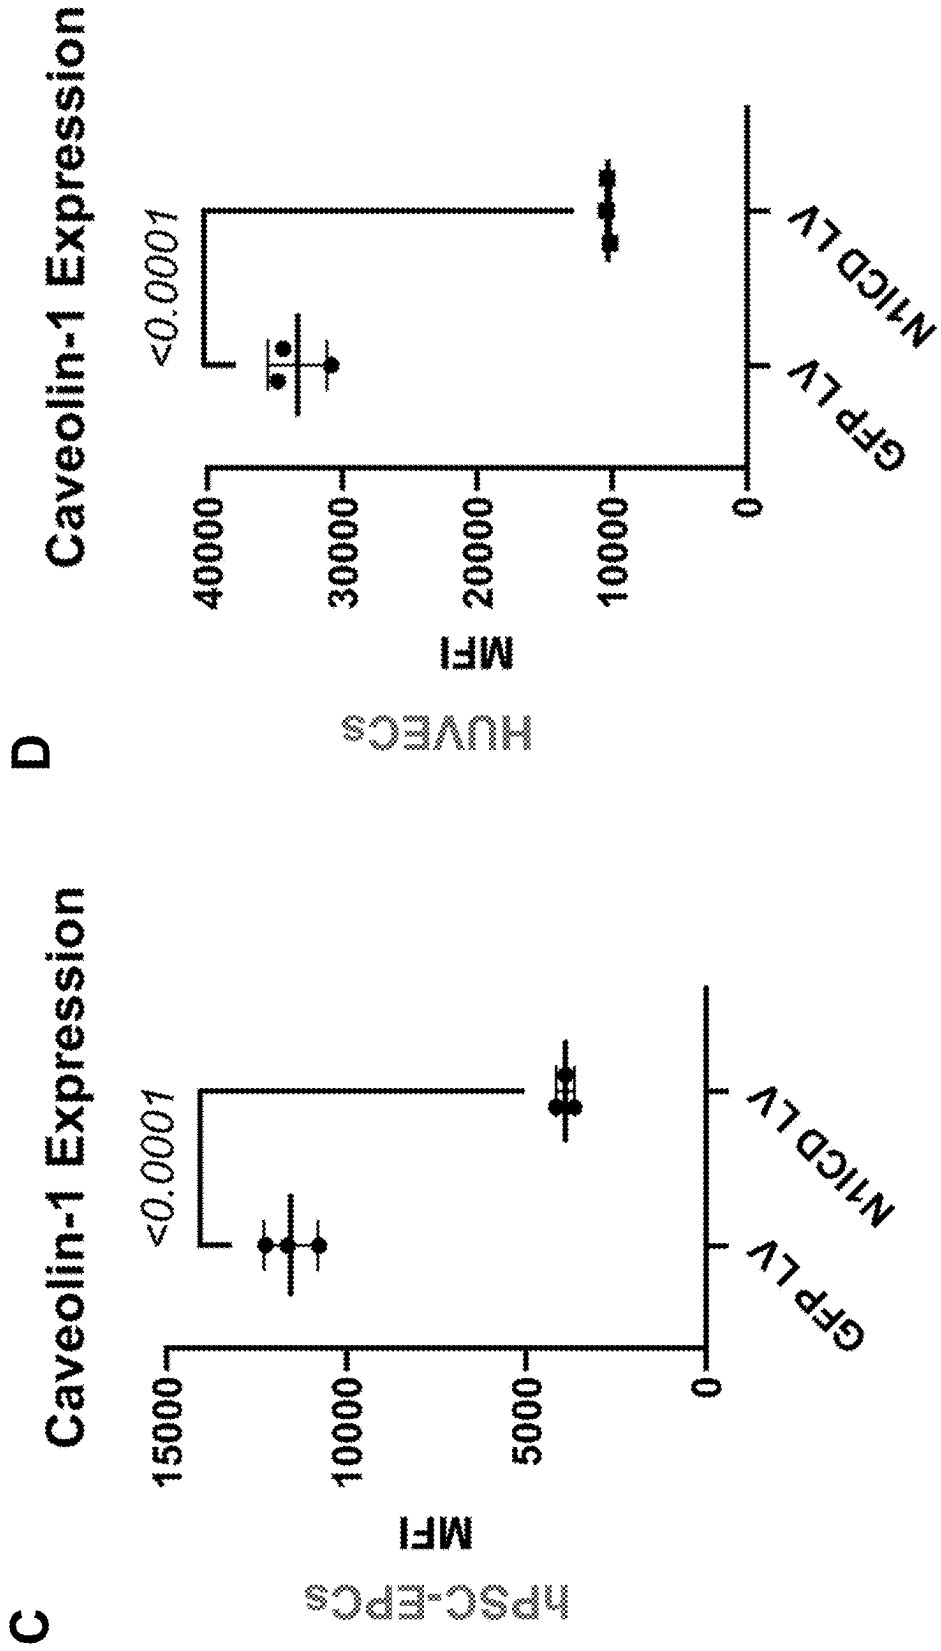 C
Caveolin-1 Expression
<0.0001
hPSC-EPCs
MFI
15000
10000
5000
0
GFP LV
N1ICD LV
D
Caveolin-1 Expression
<0.0001
HUVECs
MFI
40000
30000
20000
10000
0
GFP LV
N1ICD LV